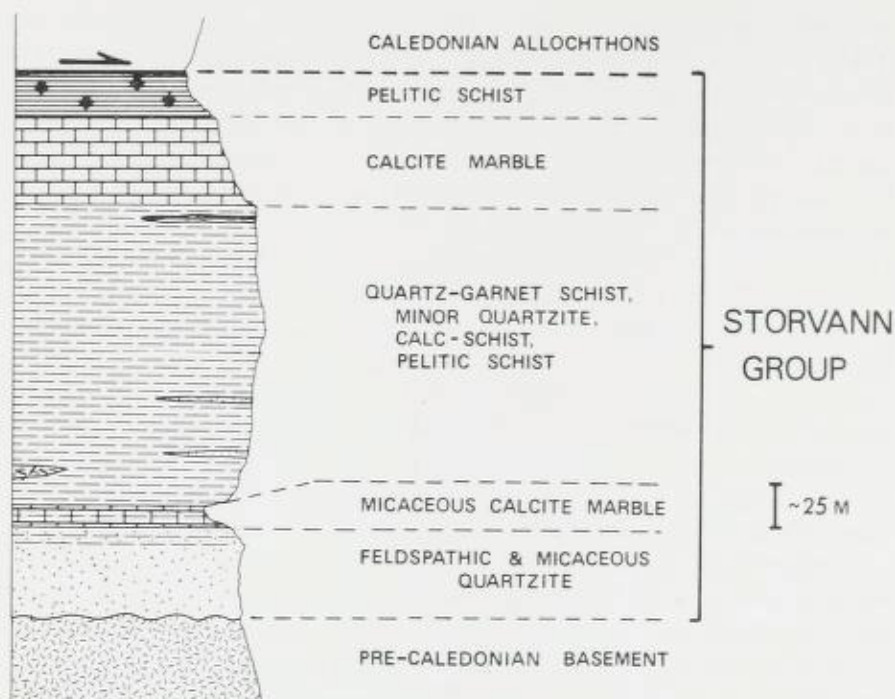 CALEDONIAN ALLOCHTHONS
PELITIC SCHIST
CALCITE MARBLE
QUARTZ-GARNET SCHIST,
MINOR QUARTZITE,
CALC-SCHIST,
PELITIC SCHIST
STORVANN
GROUP
MICACEOUS CALCITE MARBLE
~25 M
FELDSPATHIC & MICACEOUS
QUARTZITE
PRE-CALEDONIAN BASEMENT